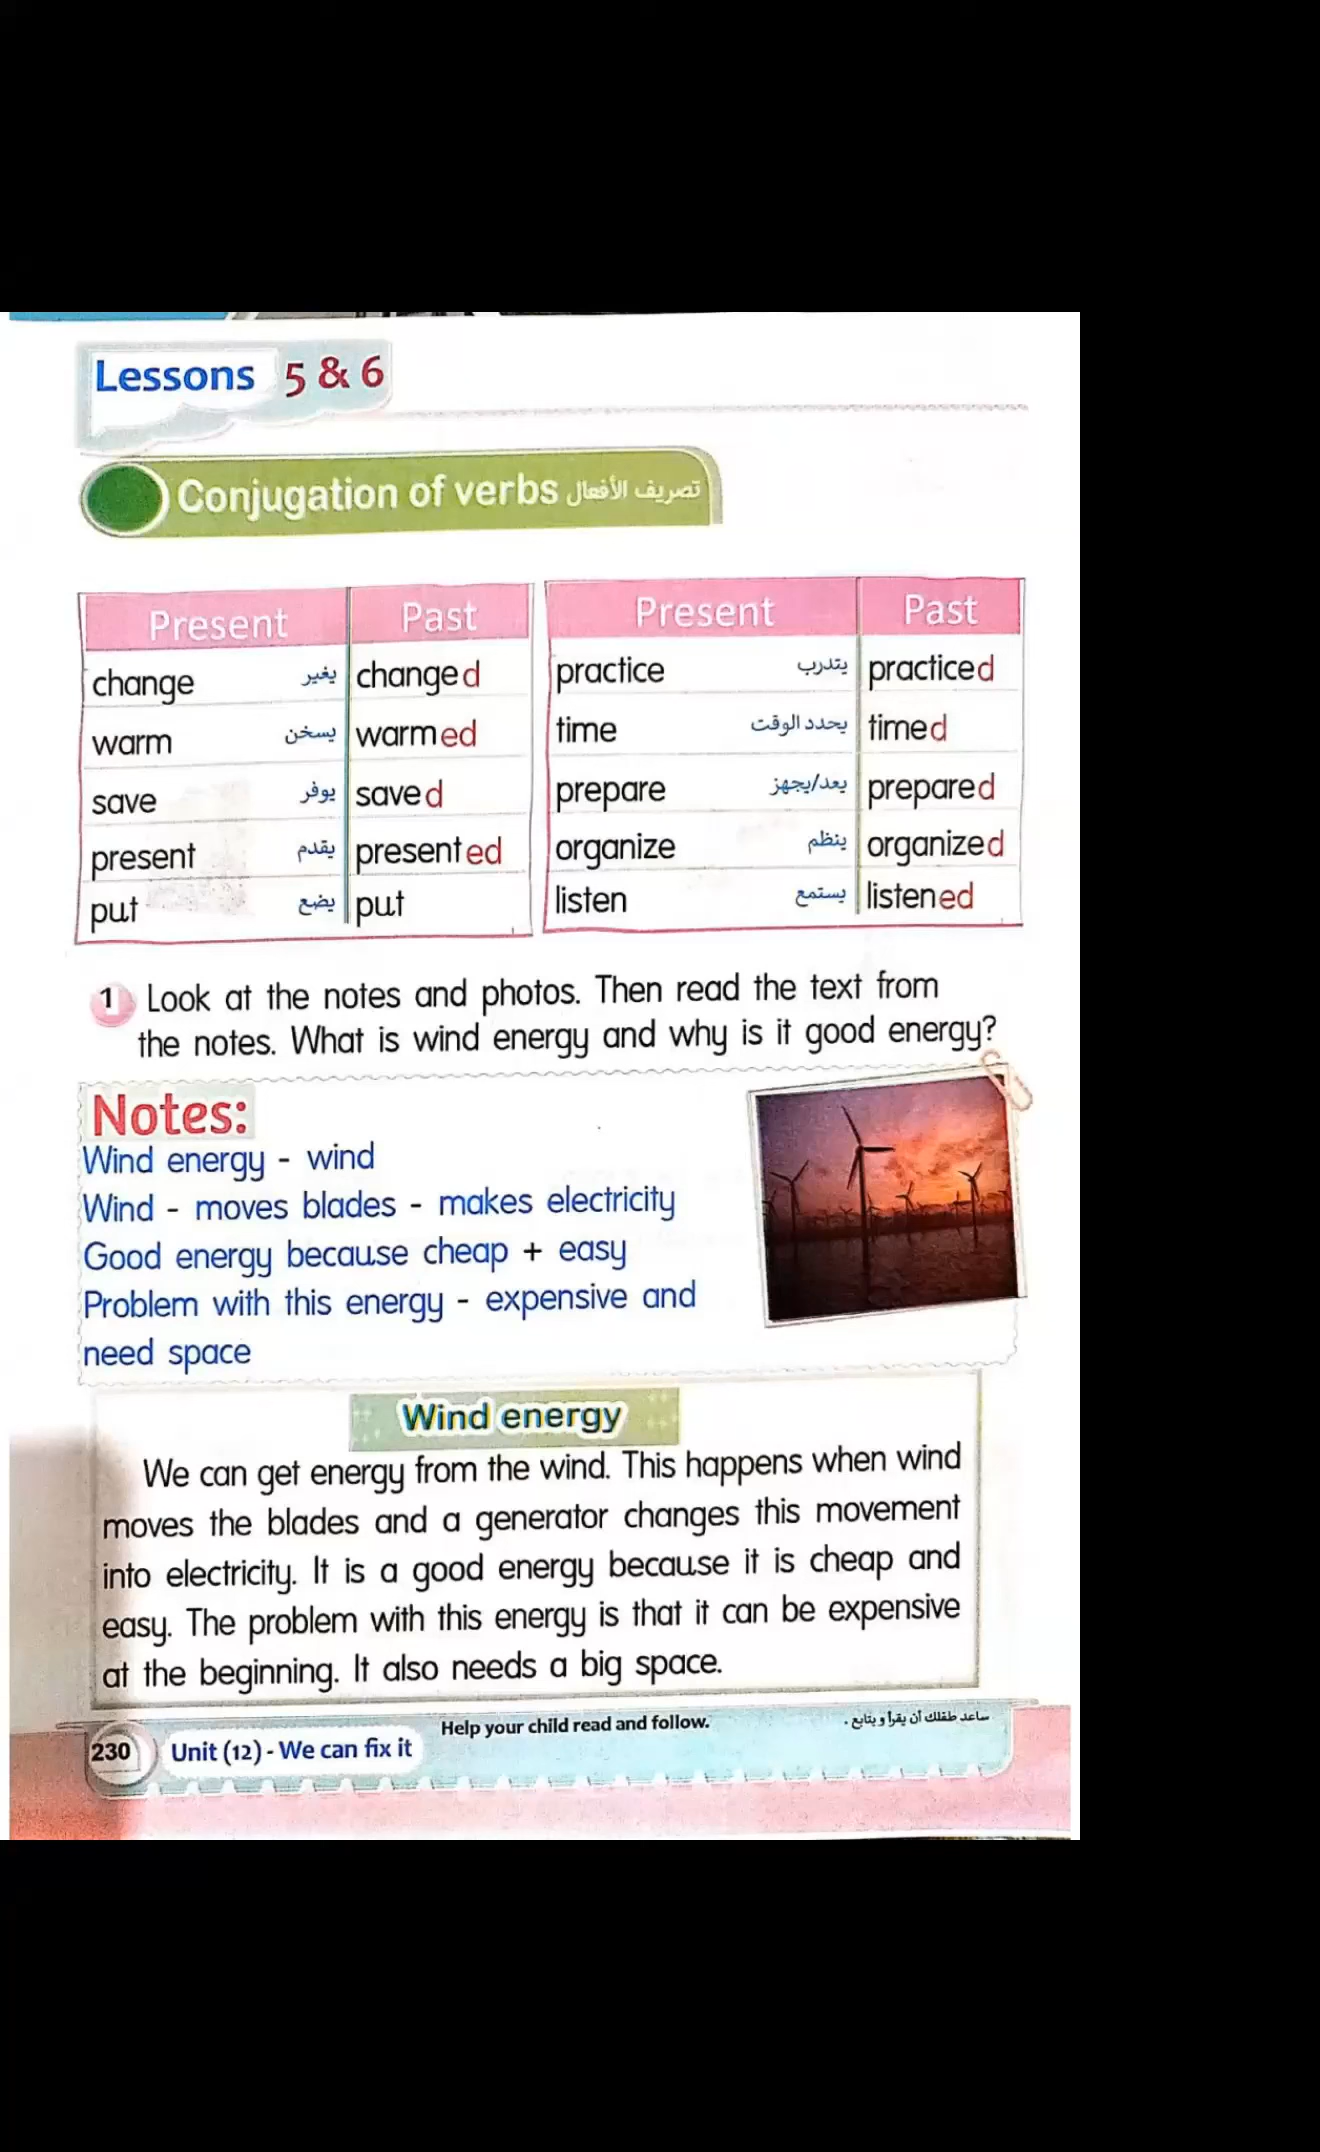 Lessons 5 & 6
Conjugation of verbs تصريف الأفعال
Present Past
change يغير changed
warm يسخن warmed
save يوفر saved
present يقدم presented
put يضع put
Present Past
practice يتدرب practiced
time يحدد الوقت timed
prepare يعد/يجهز prepared
organize ينظم organized
listen يستمع listened
1 Look at the notes and photos. Then read the text from
the notes. What is wind energy and why is it good energy?
Notes:
Wind energy - wind
Wind - moves blades - makes electricity
Good energy because cheap + easy
Problem with this energy - expensive and
need space
Wind energy
We can get energy from the wind. This happens when wind
moves the blades and a generator changes this movement
into electricity. It is a good energy because it is cheap and
easy. The problem with this energy is that it can be expensive
at the beginning. It also needs a big space.
Help your child read and follow. ساعد طفلك أن يقرأ و يتابع .
230 Unit (12) - We can fix it